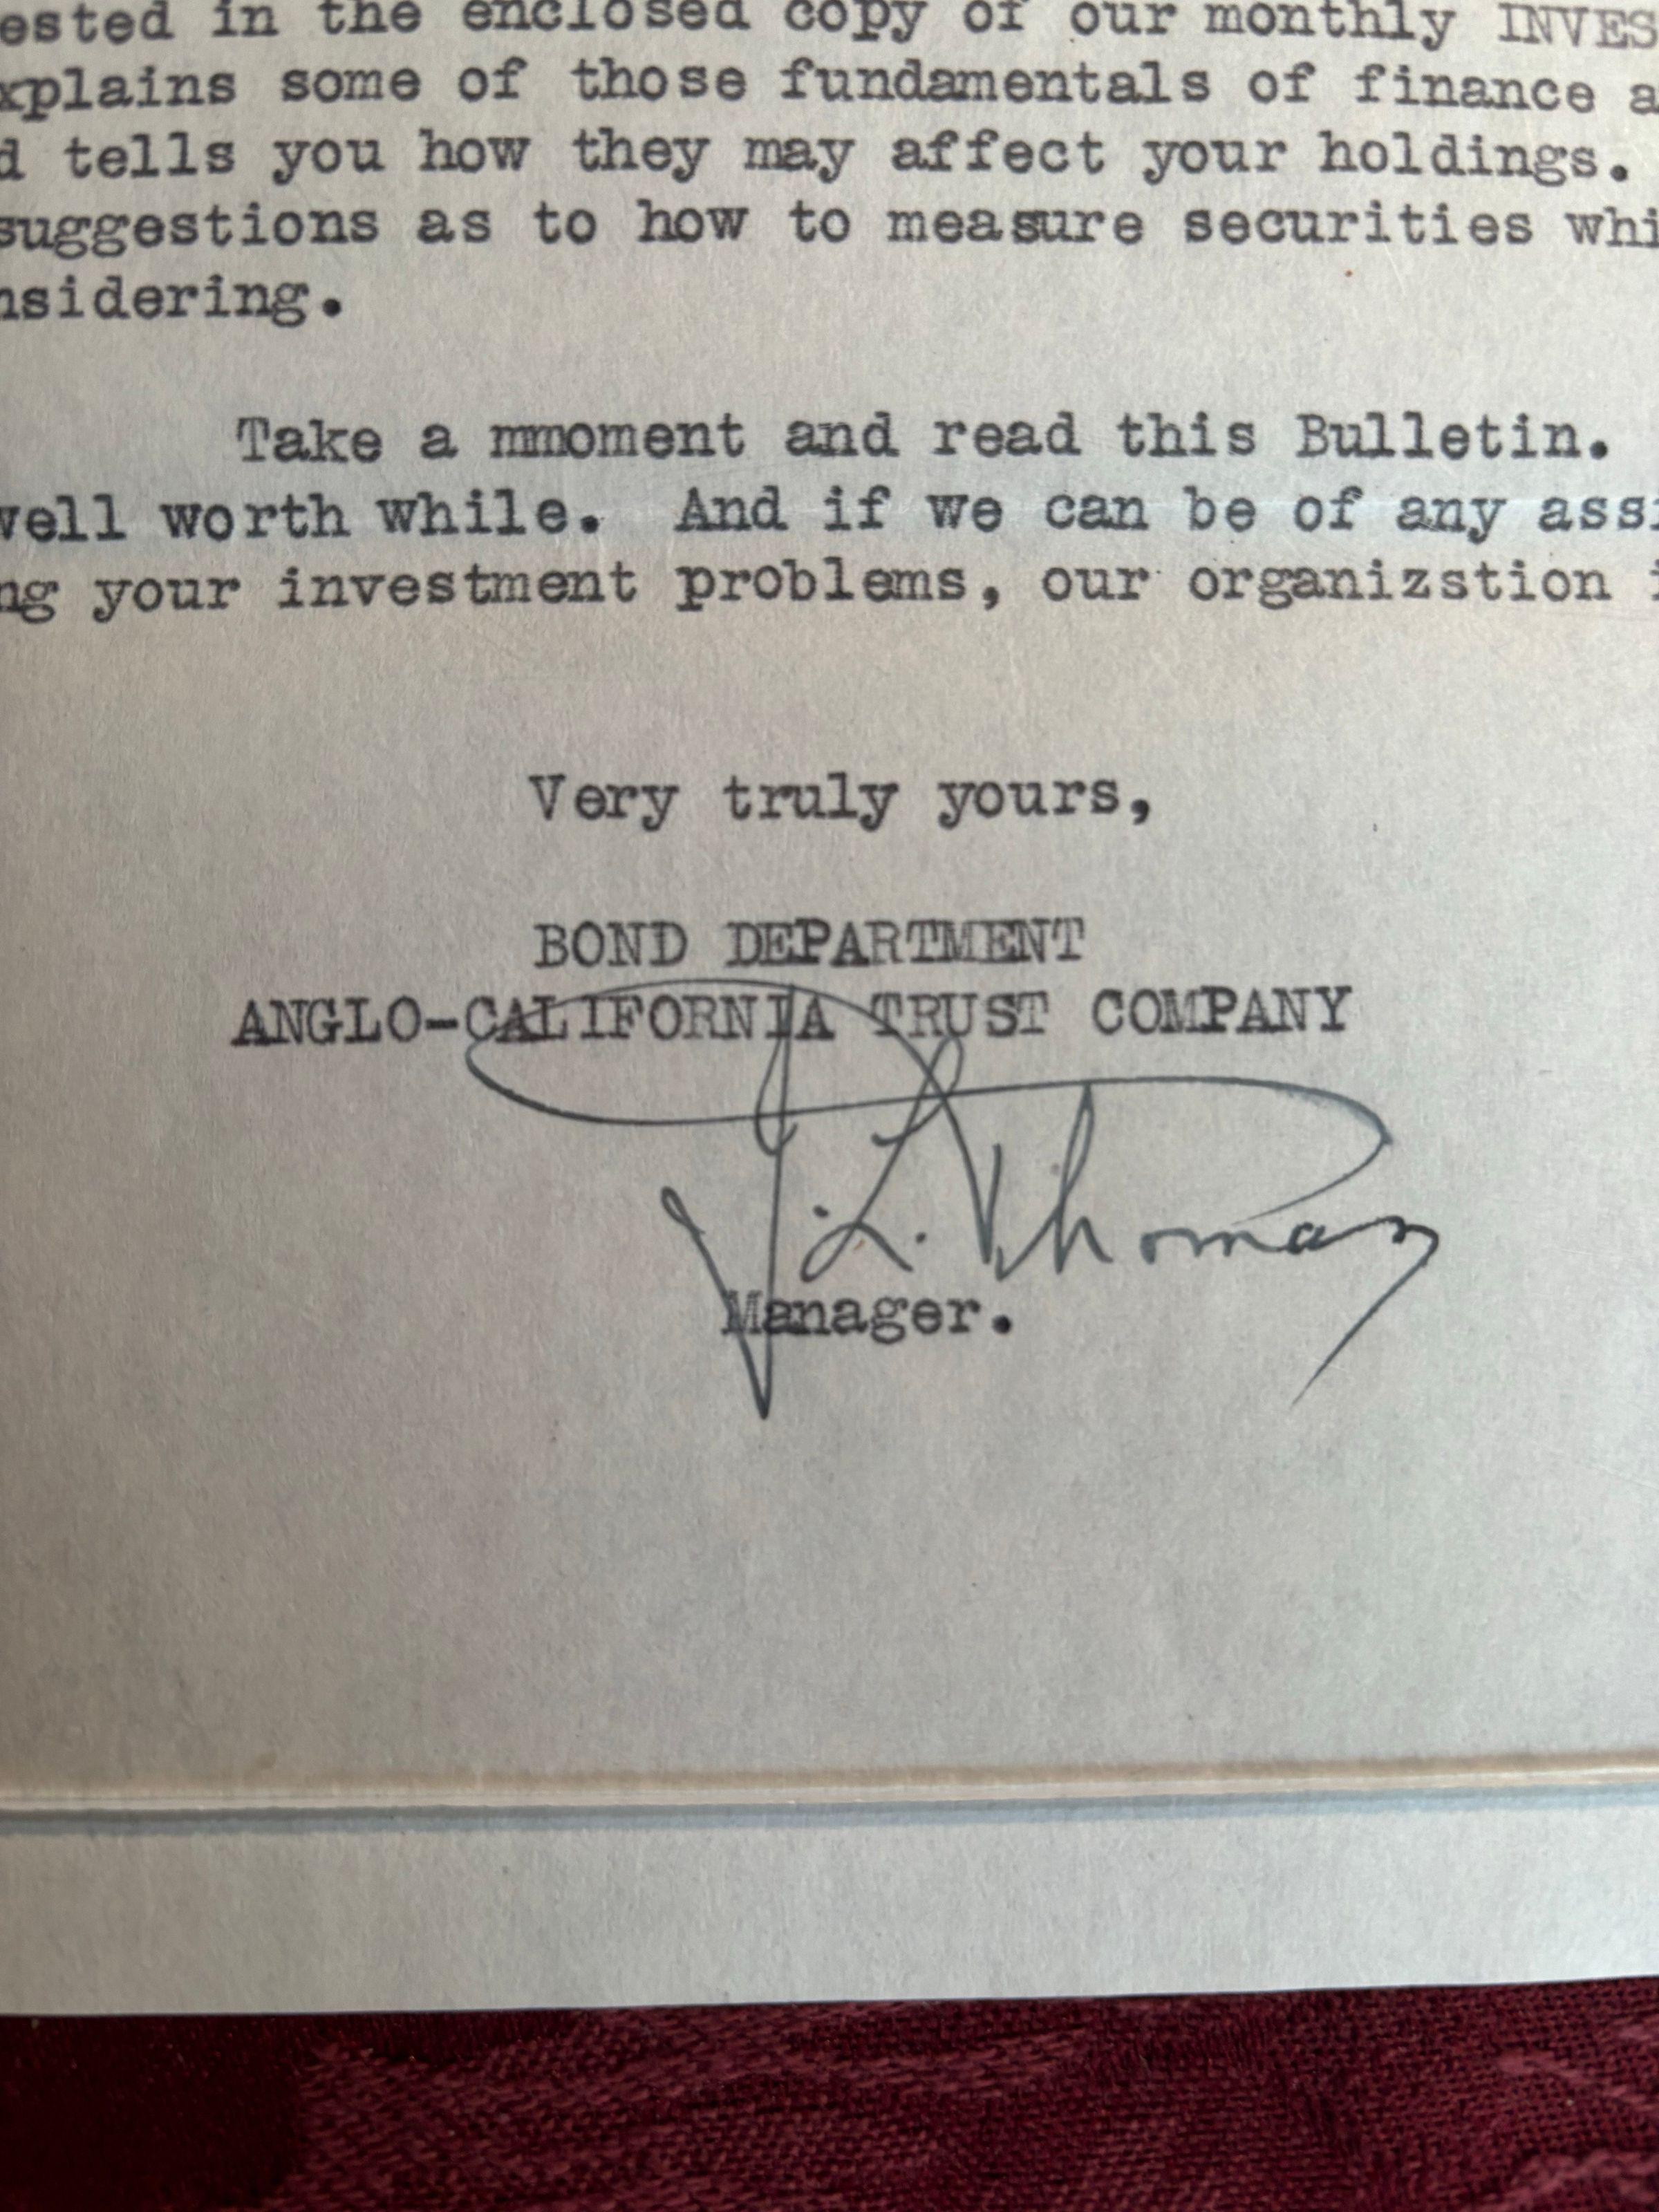 ested in the enclosed copy of our monthly INVES
xplains some of those fundamentals of finance a
d tells you how they may affect your holdings.
suggestions as to how to measure securities whi
nsidering.
Take a mmoment and read this Bulletin.
well worth while. And if we can be of any assi
ng your investment problems, our organizstion i
Very truly yours,
BOND DEPARTMENT
ANGLO-CALIFORNIA TRUST COMPANY
J. L. Thomas
Manager.